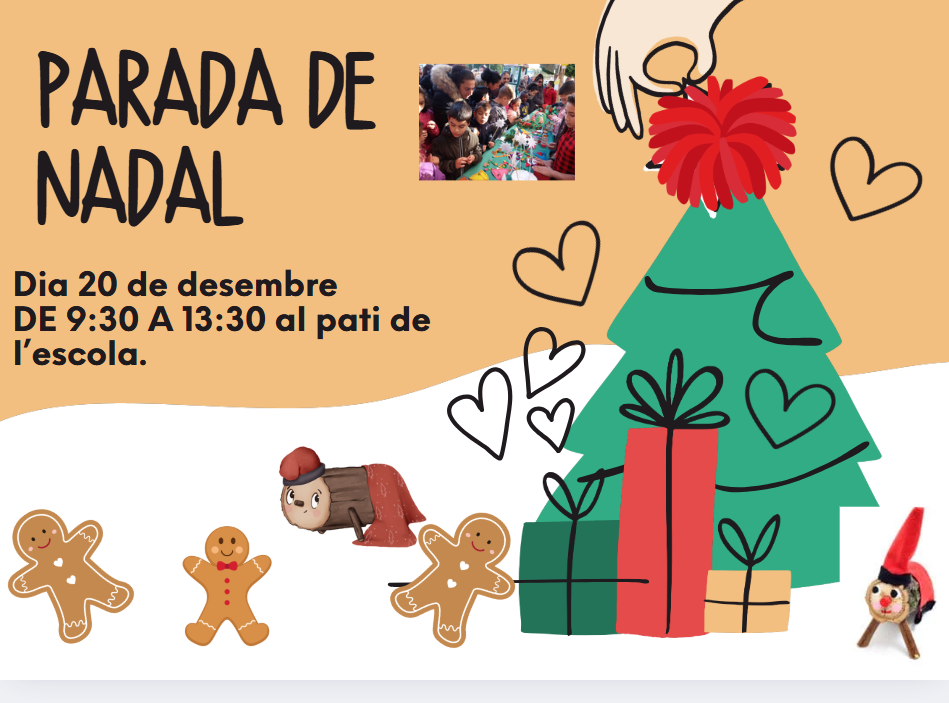 PARADA DE
NADAL
Dia 20 de desembre
DE 9:30 A 13:30 al pati de
l'escola.